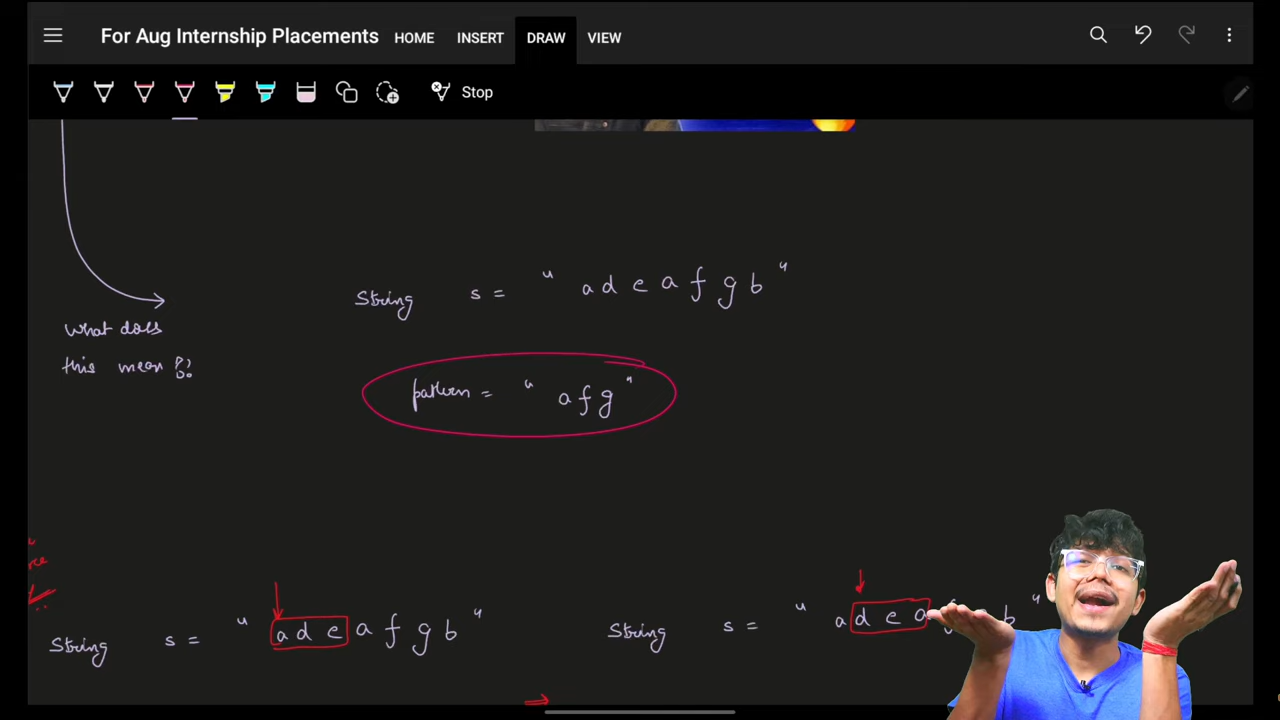 For Aug Internship Placements HOME INSERT DRAW VIEW
Stop
String s = " a d e a f g b "
What does
this mean ?!
pattern = " a f g "
String s = " a d e a f g b "
String s = " a d e a f g b "